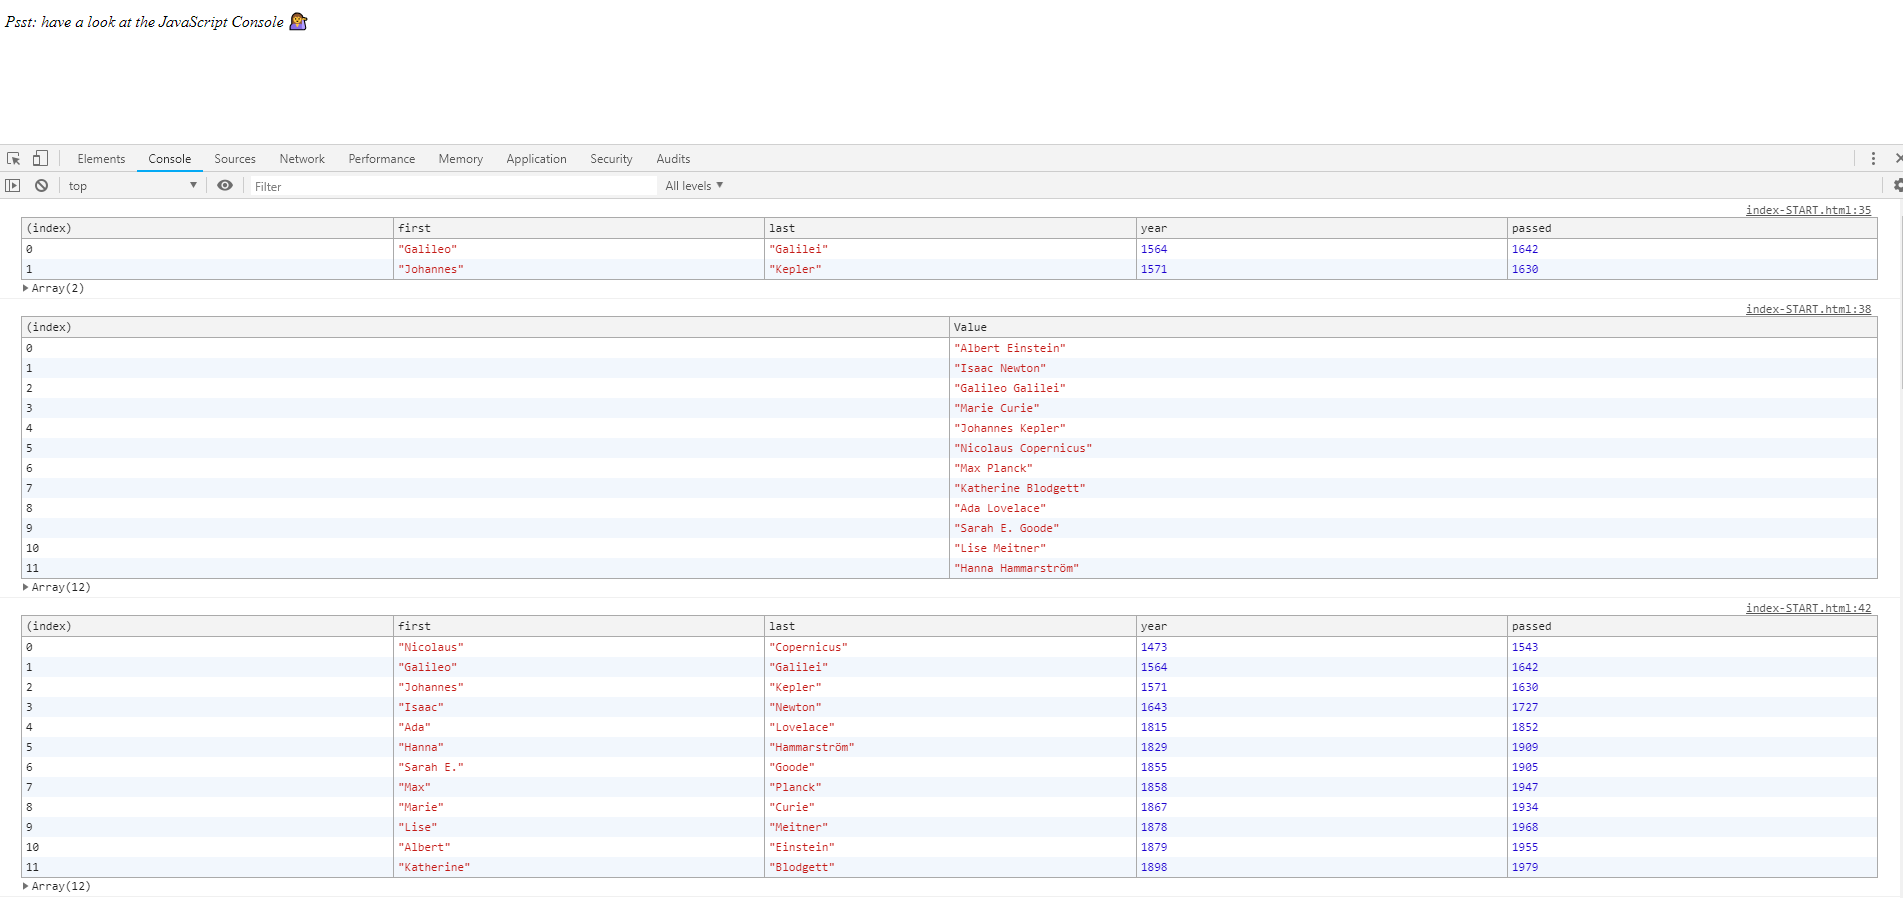 Psst: have a look at the JavaScript Console 💁
Elements Console Sources Network Performance Memory Application Security Audits
top Filter All levels
index-START.html:35
(index) first last year passed
0 "Galileo" "Galilei" 1564 1642
1 "Johannes" "Kepler" 1571 1630
Array(2)
index-START.html:38
(index) Value
0 "Albert Einstein"
1 "Isaac Newton"
2 "Galileo Galilei"
3 "Marie Curie"
4 "Johannes Kepler"
5 "Nicolaus Copernicus"
6 "Max Planck"
7 "Katherine Blodgett"
8 "Ada Lovelace"
9 "Sarah E. Goode"
10 "Lise Meitner"
11 "Hanna Hammarström"
Array(12)
index-START.html:42
(index) first last year passed
0 "Nicolaus" "Copernicus" 1473 1543
1 "Galileo" "Galilei" 1564 1642
2 "Johannes" "Kepler" 1571 1630
3 "Isaac" "Newton" 1643 1727
4 "Ada" "Lovelace" 1815 1852
5 "Hanna" "Hammarström" 1829 1909
6 "Sarah E." "Goode" 1855 1905
7 "Max" "Planck" 1858 1947
8 "Marie" "Curie" 1867 1934
9 "Lise" "Meitner" 1878 1968
10 "Albert" "Einstein" 1879 1955
11 "Katherine" "Blodgett" 1898 1979
Array(12)